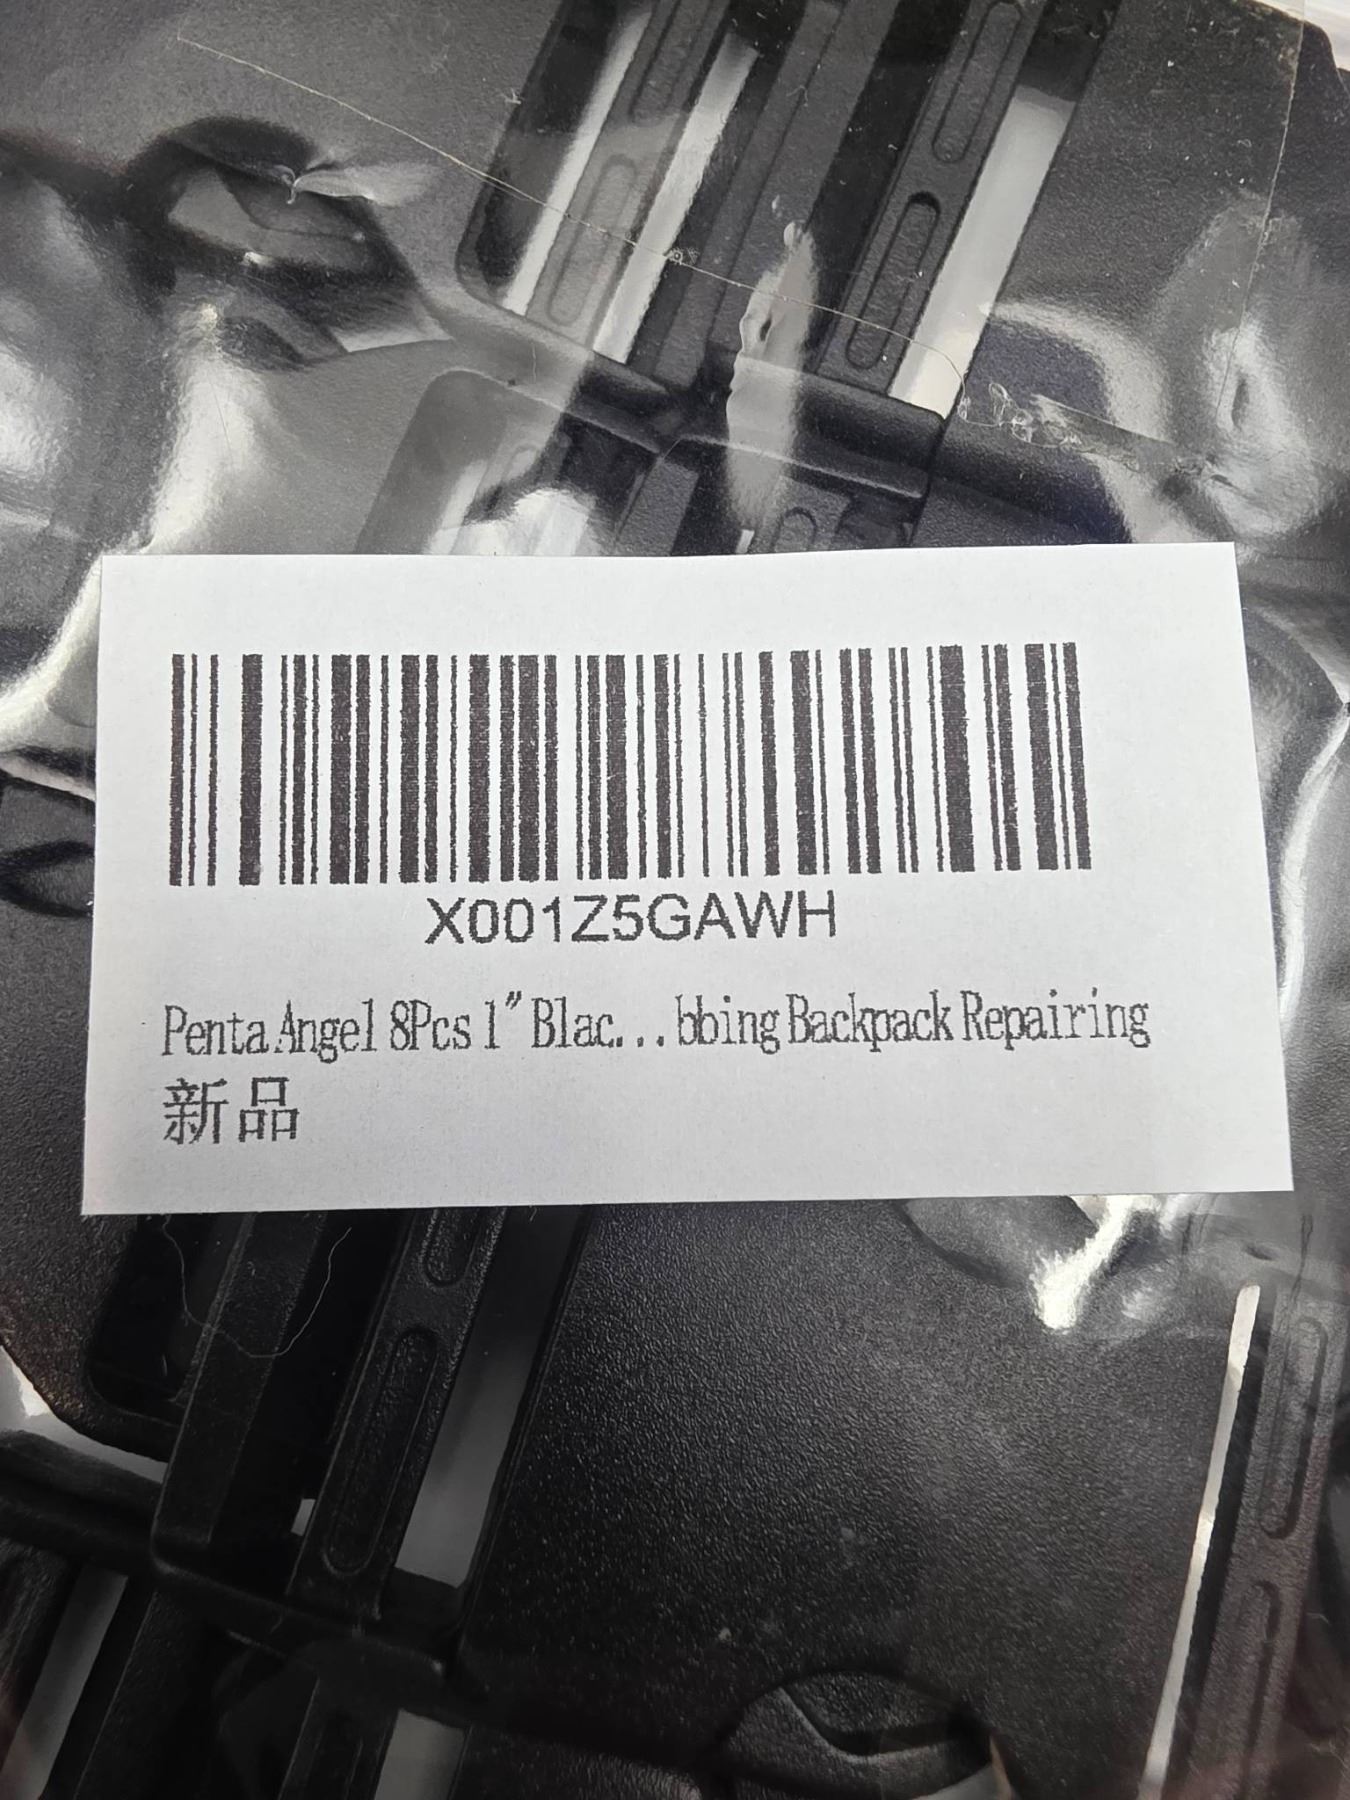 X001Z5GAWH
Penta Angel 8Pcs 1" Blac...bbing Backpack Repairing
新品